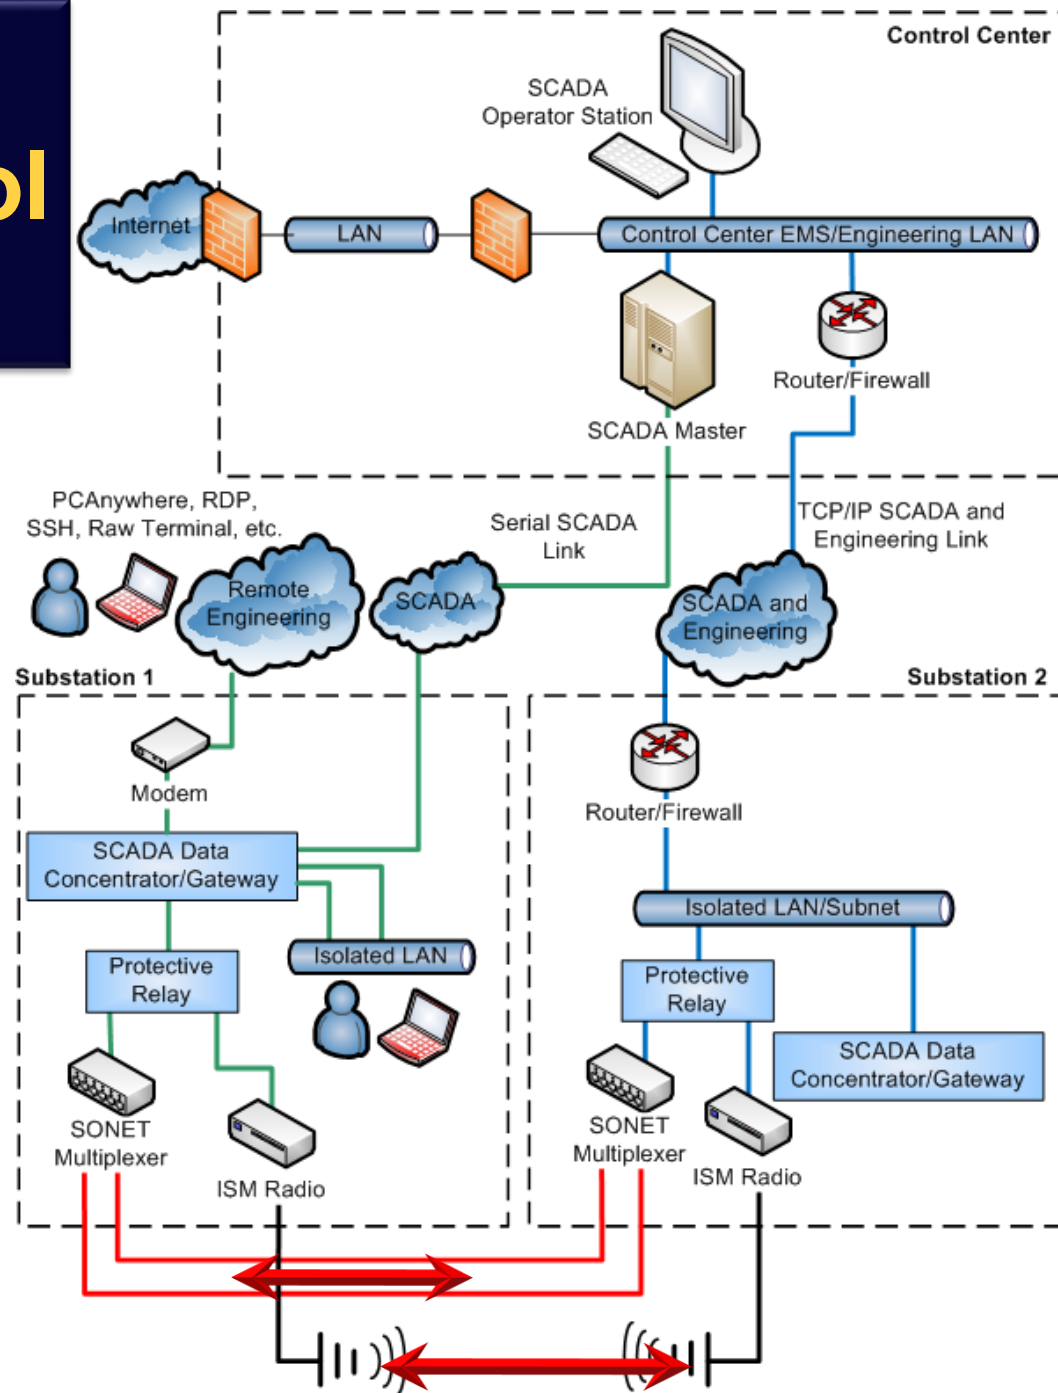 ol
Control Center
SCADA
Operator Station
Internet
LAN
Control Center EMS/Engineering LAN
Router/Firewall
SCADA Master
PCAnywhere, RDP,
SSH, Raw Terminal, etc.
Serial SCADA
Link
TCP/IP SCADA and
Engineering Link
Remote
Engineering
SCADA
SCADA and
Engineering
Substation 1
Substation 2
Modem
Router/Firewall
SCADA Data
Concentrator/Gateway
Isolated LAN/Subnet
Isolated LAN
Protective
Relay
Protective
Relay
SCADA Data
Concentrator/Gateway
SONET
Multiplexer
ISM Radio
SONET
Multiplexer
ISM Radio